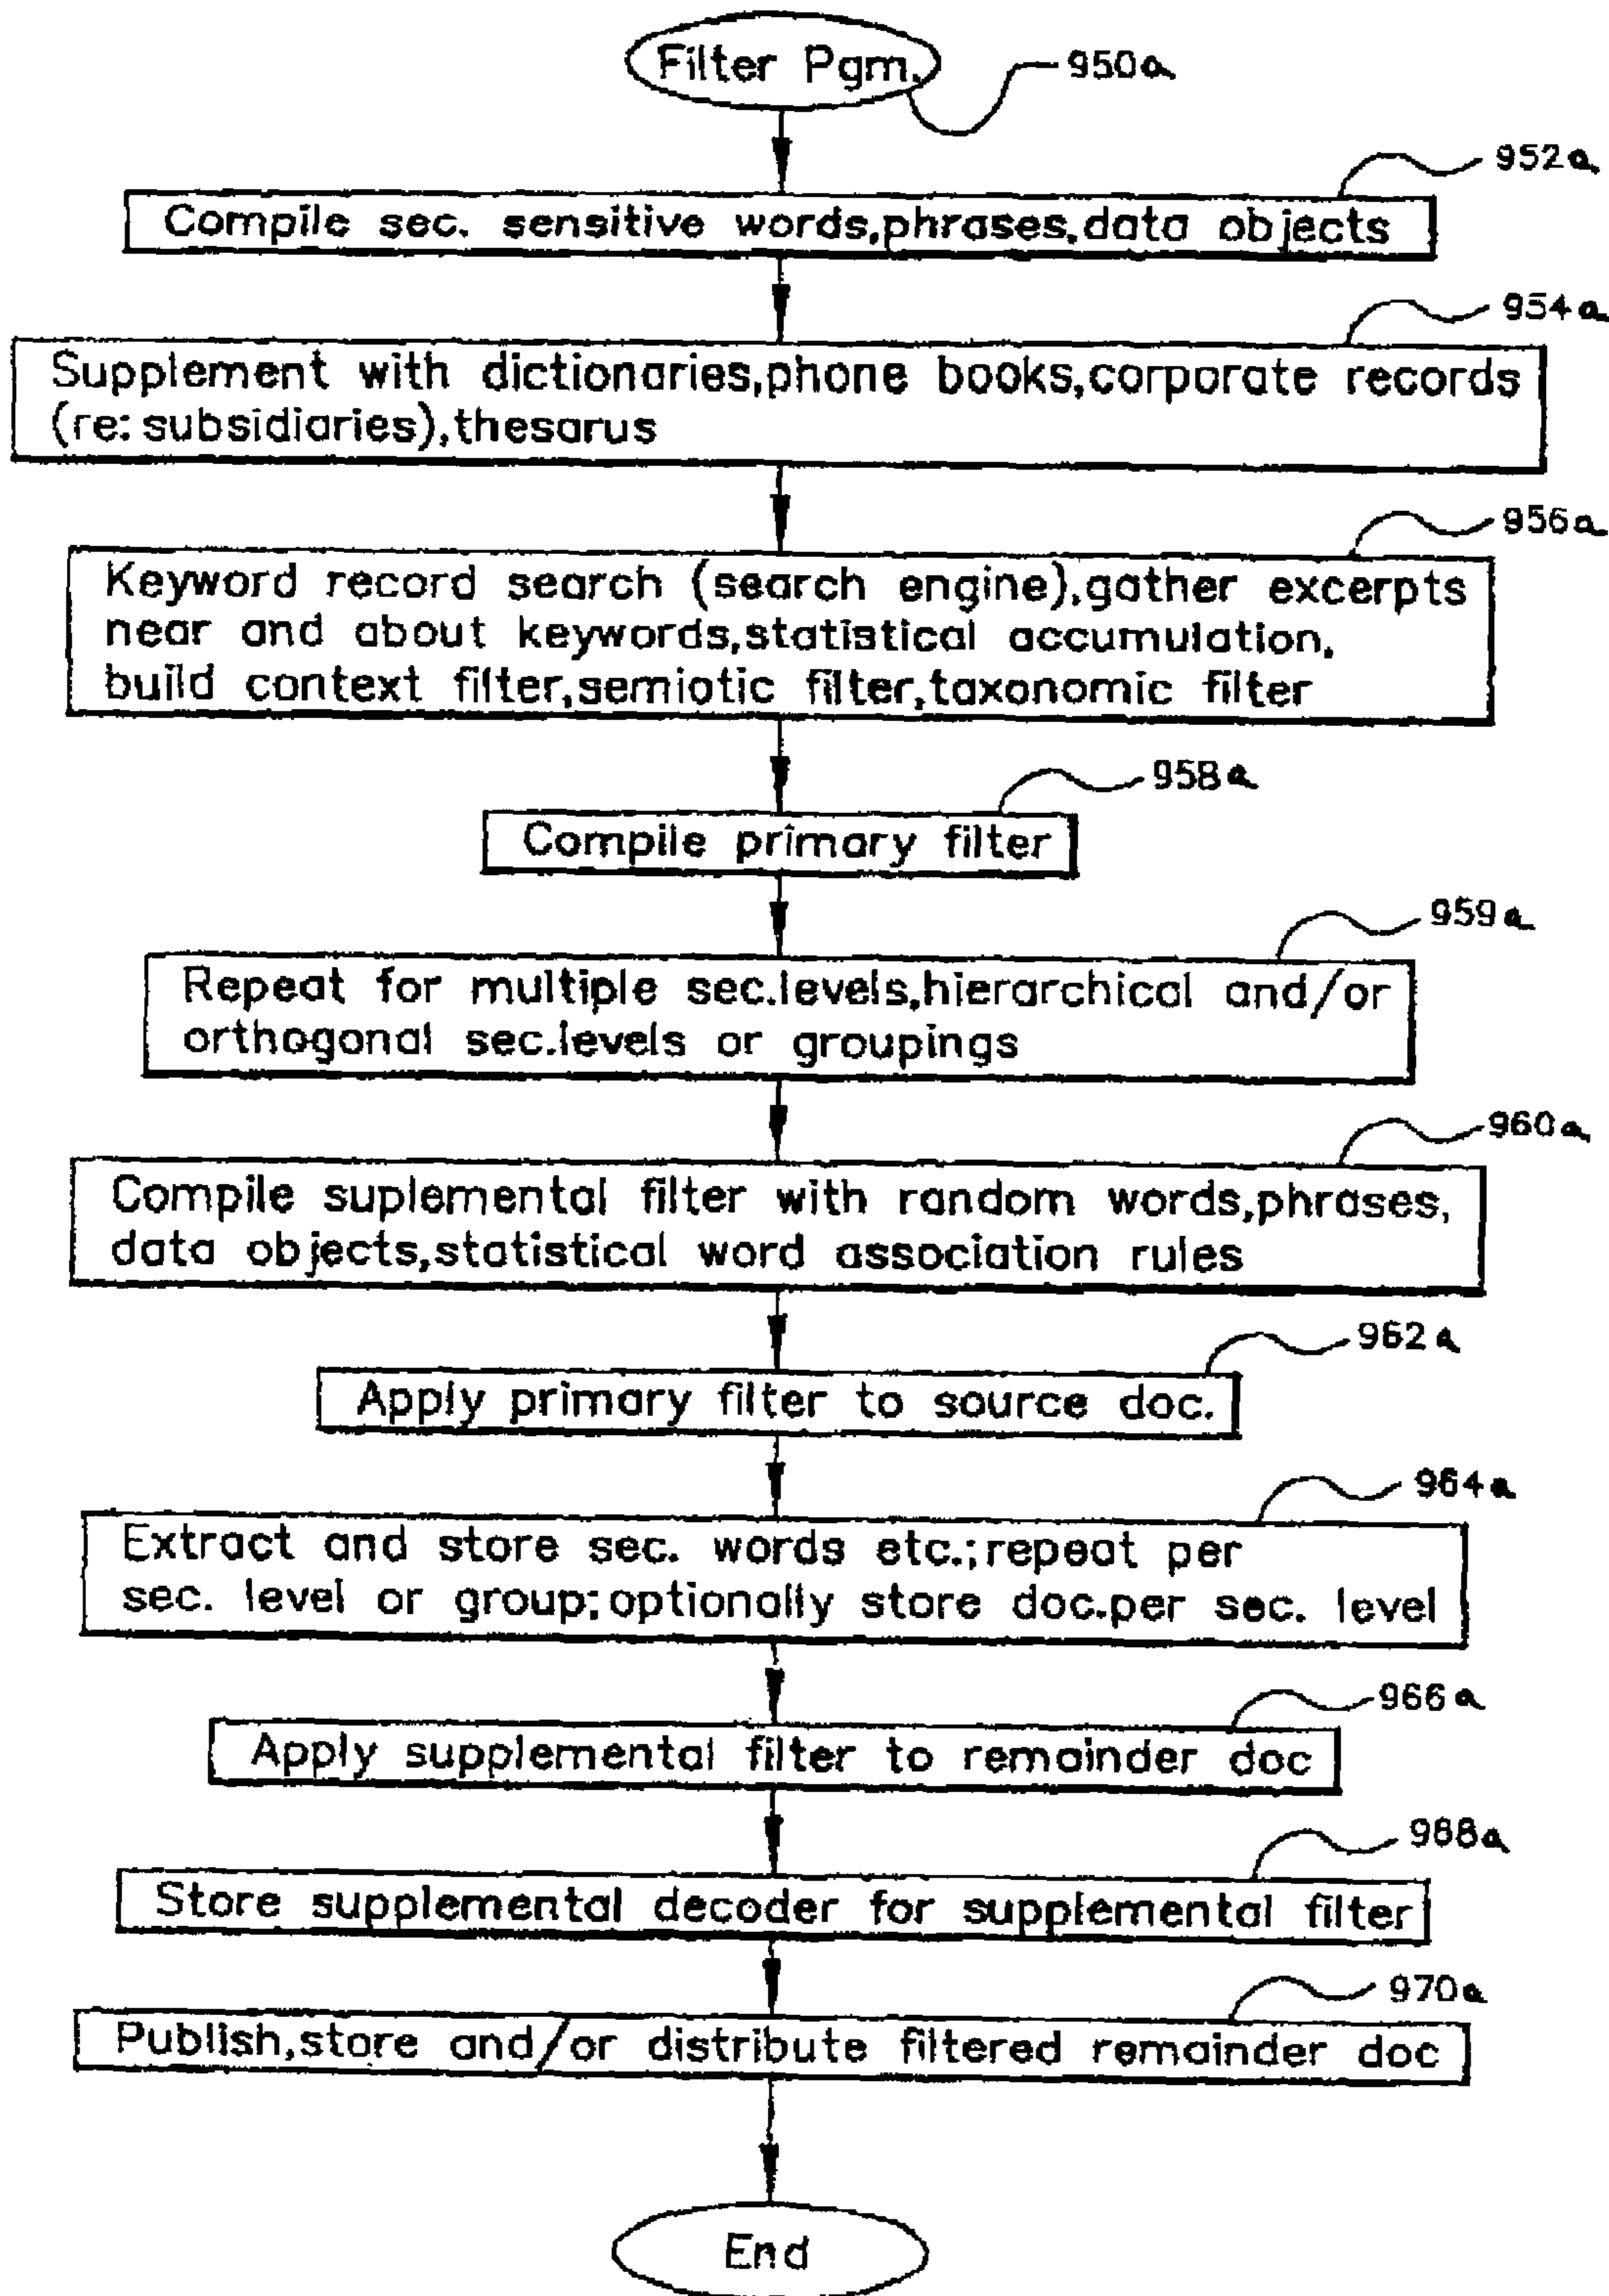 Filter Pgm.
950a
952a
Compile sec. sensitive words,phrases,data objects
954a
Supplement with dictionaries,phone books,corporate records
(re: subsidiaries),thesarus
956a
Keyword record search (search engine),gather excerpts
near and about keywords,statistical accumulation,
build context filter,semiotic filter,taxonomic filter
958a
Compile primary filter
959a
Repeat for multiple sec.levels,hierarchical and/or
orthogonal sec.levels or groupings
960a
Compile suplemental filter with random words,phrases,
data objects,statistical word association rules
962a
Apply primary filter to source doc.
964a
Extract and store sec. words etc.;repeat per
sec. level or group;optionally store doc.per sec. level
966a
Apply supplemental filter to remainder doc
968a
Store supplemental decoder for supplemental filter
970a
Publish,store and/or distribute filtered remainder doc
End